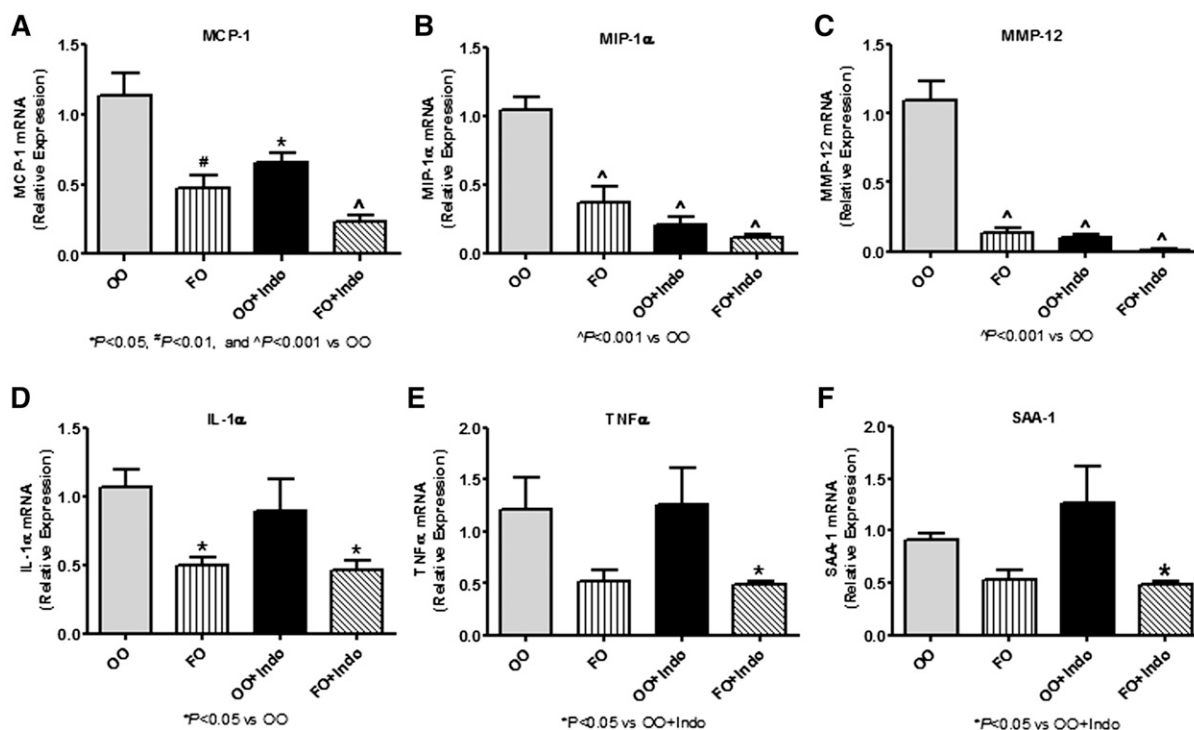 A
MCP-1
MCP-1 mRNA
(Relative Expression)
1.5
1.0
0.5
0.0
#
*
^
OO
FO
OO+Indo
FO+Indo
*P<0.05, #P<0.01, and ^P<0.001 vs OO
B
MIP-1α
MIP-1α mRNA
(Relative Expression)
1.5
1.0
0.5
0.0
^
^
^
OO
FO
OO+Indo
FO+Indo
^P<0.001 vs OO
C
MMP-12
MMP-12 mRNA
(Relative Expression)
1.5
1.0
0.5
0.0
^
^
^
OO
FO
OO+Indo
FO+Indo
^P<0.001 vs OO
D
IL-1α
IL-1α mRNA
(Relative Expression)
1.5
1.0
0.5
0.0
*
*
OO
FO
OO+Indo
FO+Indo
*P<0.05 vs OO
E
TNFα
TNFα mRNA
(Relative Expression)
2.0
1.5
1.0
0.5
0.0
*
OO
FO
OO+Indo
FO+Indo
*P<0.05 vs OO+Indo
F
SAA-1
SAA-1 mRNA
(Relative Expression)
2.0
1.5
1.0
0.5
0.0
*
OO
FO
OO+Indo
FO+Indo
*P<0.05 vs OO+Indo